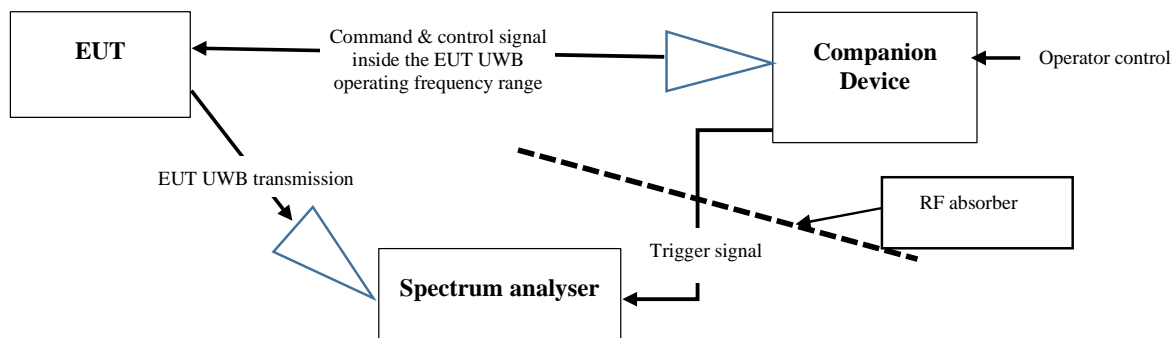 EUT
Command & control signal
inside the EUT UWB
operating frequency range
Companion
Device
Operator control
EUT UWB transmission
RF absorber
Trigger signal
Spectrum analyser